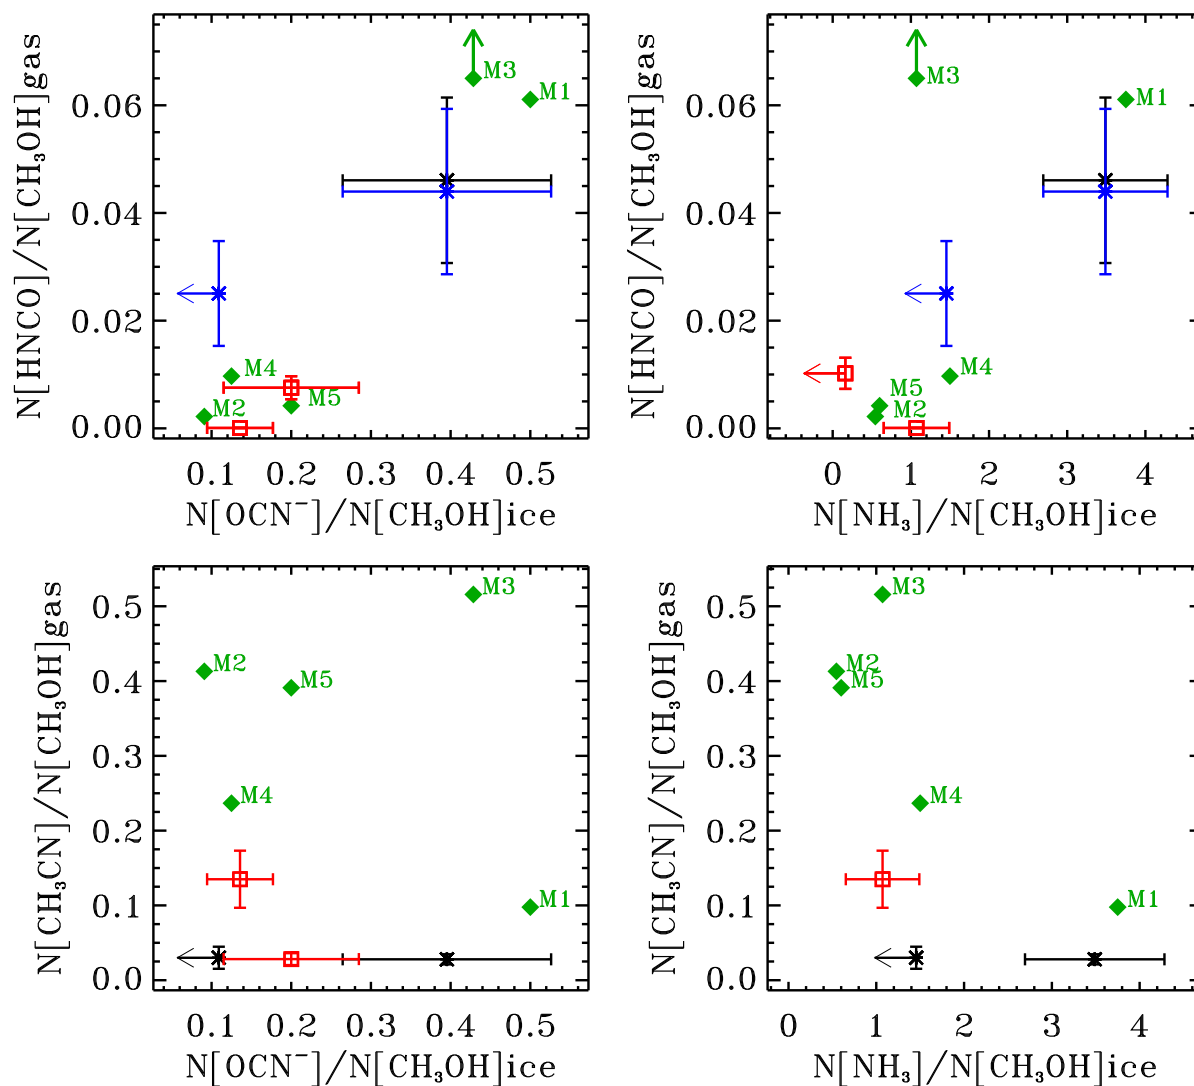 N[HNCO]/N[CH₃OH]gas
0.06
0.04
0.02
0.00
M3
M1
M4
M5
M2
0.1 0.2 0.3 0.4 0.5
N[OCN⁻]/N[CH₃OH]ice
N[HNCO]/N[CH₃OH]gas
0.06
0.04
0.02
0.00
M3
M1
M4
M5
M2
0 1 2 3 4
N[NH₃]/N[CH₃OH]ice
N[CH₃CN]/N[CH₃OH]gas
0.5
0.4
0.3
0.2
0.1
0.0
M3
M2
M5
M4
M1
0.1 0.2 0.3 0.4 0.5
N[OCN⁻]/N[CH₃OH]ice
N[CH₃CN]/N[CH₃OH]gas
0.5
0.4
0.3
0.2
0.1
0.0
M3
M2
M5
M4
M1
0 1 2 3 4
N[NH₃]/N[CH₃OH]ice